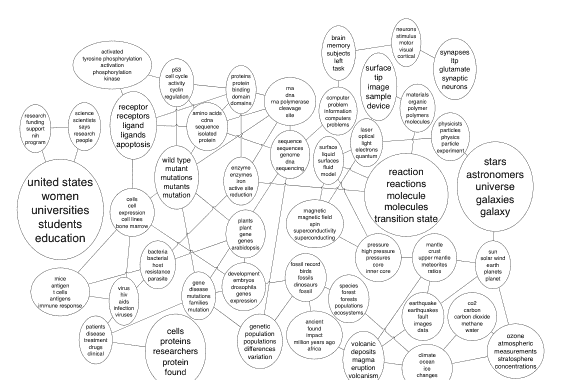 neurons
stimulus
motor
visual
cortical
brain
memory
subjects
left
task
synapses
ltp
glutamate
synaptic
neurons
activated
tyrosine phosphorylation
activation
phosphorylation
kinase
p53
cell cycle
activity
cyclin
regulation
proteins
protein
binding
domain
domains
rna
dna
rna polymerase
cleavage
site
surface
tip
image
sample
device
computer
problem
information
computers
problems
materials
organic
polymer
polymers
molecules
research
funding
support
nih
program
science
scientists
says
research
people
receptor
receptors
ligand
ligands
apoptosis
amino acids
cdna
sequence
isolated
protein
sequence
sequences
genome
dna
sequencing
surface
liquid
surfaces
fluid
model
laser
optical
light
electrons
quantum
physicists
particles
physics
particle
experiment
wild type
mutant
mutations
mutants
mutation
enzyme
enzymes
iron
active site
reduction
reaction
reactions
molecule
molecules
transition state
stars
astronomers
universe
galaxies
galaxy
united states
women
universities
students
education
cells
cell
expression
cell lines
bone marrow
plants
plant
gene
genes
arabidopsis
magnetic
magnetic field
spin
superconductivity
superconducting
bacteria
bacterial
host
resistance
parasite
pressure
high pressure
pressures
core
inner core
mantle
crust
upper mantle
meteorites
ratios
sun
solar wind
earth
planets
planet
mice
antigen
t cells
antigens
immune response
virus
hiv
aids
infection
viruses
gene
disease
mutations
families
mutation
development
embryos
drosophila
genes
expression
fossil record
birds
fossils
dinosaurs
fossil
species
forest
forests
populations
ecosystems
earthquake
earthquakes
fault
images
data
co2
carbon
carbon dioxide
methane
water
patients
disease
treatment
drugs
clinical
cells
proteins
researchers
protein
found
genetic
population
populations
differences
variation
ancient
found
impact
million years ago
africa
volcanic
deposits
magma
eruption
volcanism
climate
ocean
ice
changes
ozone
atmospheric
measurements
stratosphere
concentrations